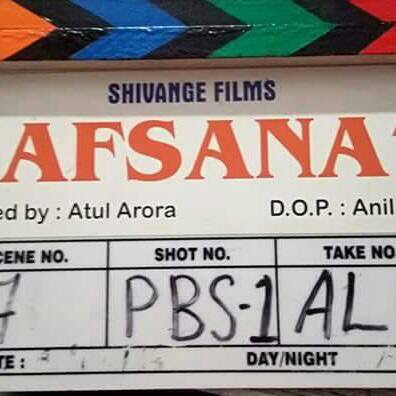 SHIVANGE FILMS
AFSANA
ed by : Atul Arora D.O.P. : Anil
CENE NO. SHOT NO. TAKE NO
7 PBS-1 AL
TE : DAY/NIGHT